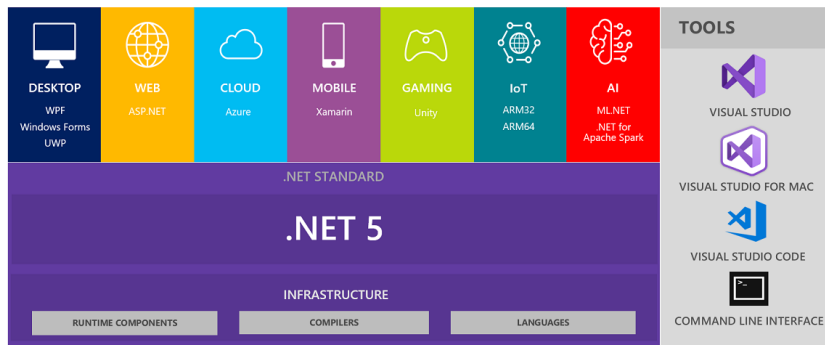 DESKTOP
WPF
Windows Forms
UWP
WEB
ASP.NET
CLOUD
Azure
MOBILE
Xamarin
GAMING
Unity
IoT
ARM32
ARM64
AI
ML.NET
.NET for
Apache Spark
.NET STANDARD
.NET 5
INFRASTRUCTURE
RUNTIME COMPONENTS
COMPILERS
LANGUAGES
TOOLS
VISUAL STUDIO
VISUAL STUDIO FOR MAC
VISUAL STUDIO CODE
>_
COMMAND LINE INTERFACE